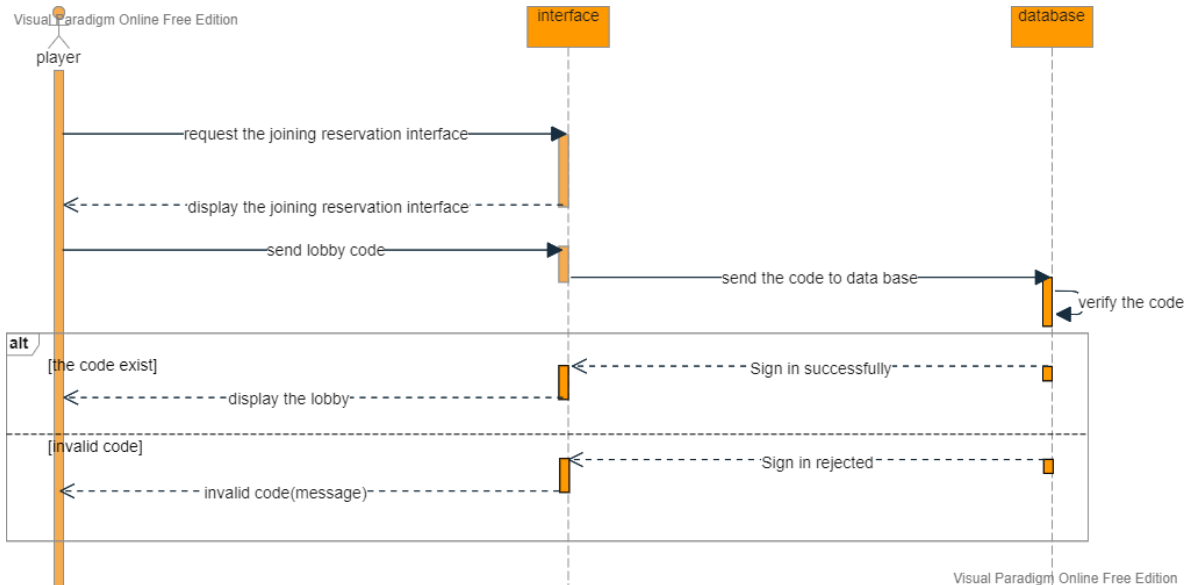 Visual Paradigm Online Free Edition
interface
database
player
request the joining reservation interface
display the joining reservation interface
send lobby code
send the code to data base
verify the code
alt
[the code exist]
Sign in successfully
display the lobby
[invalid code]
Sign in rejected
invalid code(message)
Visual Paradigm Online Free Edition